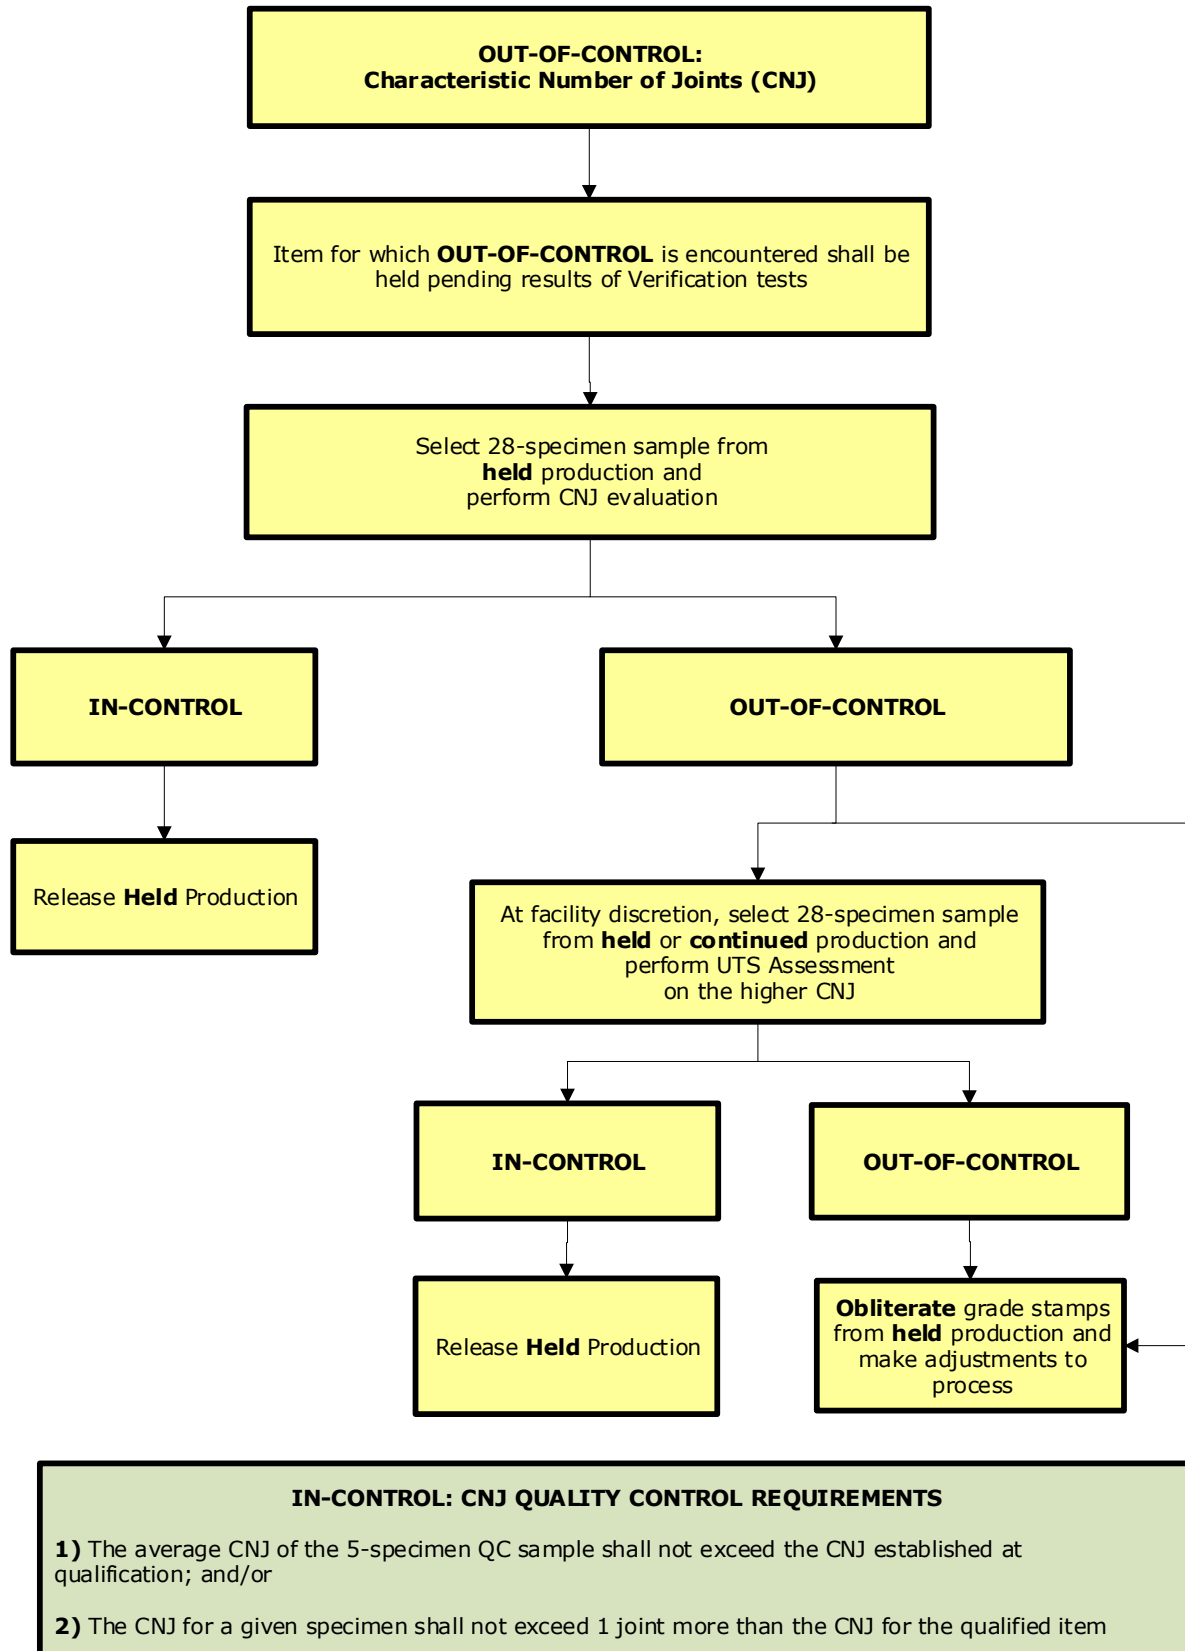 OUT-OF-CONTROL:
Characteristic Number of Joints (CNJ)
Item for which OUT-OF-CONTROL is encountered shall be
held pending results of Verification tests
Select 28-specimen sample from
held production and
perform CNJ evaluation
IN-CONTROL
OUT-OF-CONTROL
Release Held Production
At facility discretion, select 28-specimen sample
from held or continued production and
perform UTS Assessment
on the higher CNJ
IN-CONTROL
OUT-OF-CONTROL
Release Held Production
Obliterate grade stamps
from held production and
make adjustments to
process
IN-CONTROL: CNJ QUALITY CONTROL REQUIREMENTS
1) The average CNJ of the 5-specimen QC sample shall not exceed the CNJ established at
qualification; and/or
2) The CNJ for a given specimen shall not exceed 1 joint more than the CNJ for the qualified item